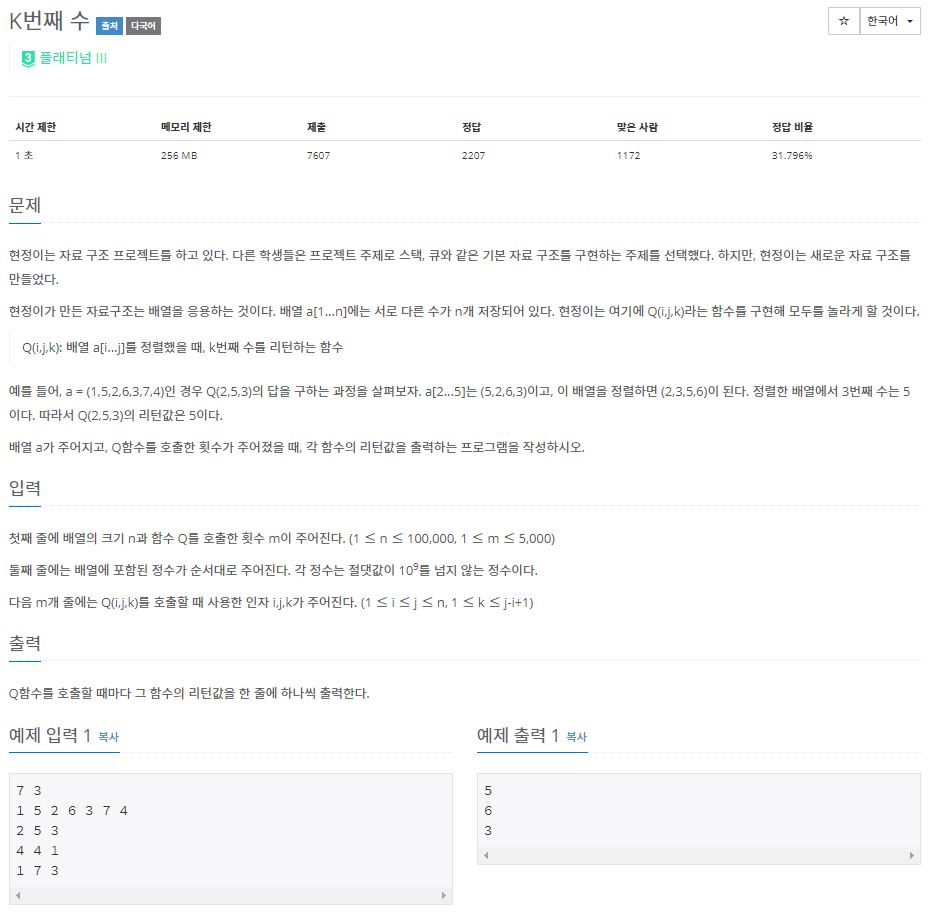 K번째 수 출처 다국어
☆ 한국어
3 플래티넘 III
시간 제한 메모리 제한 제출 정답 맞은 사람 정답 비율
1 초 256 MB 7607 2207 1172 31.796%
문제
현정이는 자료 구조 프로젝트를 하고 있다. 다른 학생들은 프로젝트 주제로 스택, 큐와 같은 기본 자료 구조를 구현하는 주제를 선택했다. 하지만, 현정이는 새로운 자료 구조를
만들었다.
현정이가 만든 자료구조는 배열을 응용하는 것이다. 배열 a[1...n]에는 서로 다른 수가 n개 저장되어 있다. 현정이는 여기에 Q(i,j,k)라는 함수를 구현해 모두를 놀라게 할 것이다.
Q(i,j,k): 배열 a[i...j]를 정렬했을 때, k번째 수를 리턴하는 함수
예를 들어, a = (1,5,2,6,3,7,4)인 경우 Q(2,5,3)의 답을 구하는 과정을 살펴보자. a[2...5]는 (5,2,6,3)이고, 이 배열을 정렬하면 (2,3,5,6)이 된다. 정렬한 배열에서 3번째 수는 5
이다. 따라서 Q(2,5,3)의 리턴값은 5이다.
배열 a가 주어지고, Q함수를 호출한 횟수가 주어졌을 때, 각 함수의 리턴값을 출력하는 프로그램을 작성하시오.
입력
첫째 줄에 배열의 크기 n과 함수 Q를 호출한 횟수 m이 주어진다. (1 ≤ n ≤ 100,000, 1 ≤ m ≤ 5,000)
둘째 줄에는 배열에 포함된 정수가 순서대로 주어진다. 각 정수는 절댓값이 10⁹를 넘지 않는 정수이다.
다음 m개 줄에는 Q(i,j,k)를 호출할 때 사용한 인자 i,j,k가 주어진다. (1 ≤ i ≤ j ≤ n, 1 ≤ k ≤ j-i+1)
출력
Q함수를 호출할 때마다 그 함수의 리턴값을 한 줄에 하나씩 출력한다.
예제 입력 1 복사
7 3
1 5 2 6 3 7 4
2 5 3
4 4 1
1 7 3
예제 출력 1 복사
5
6
3